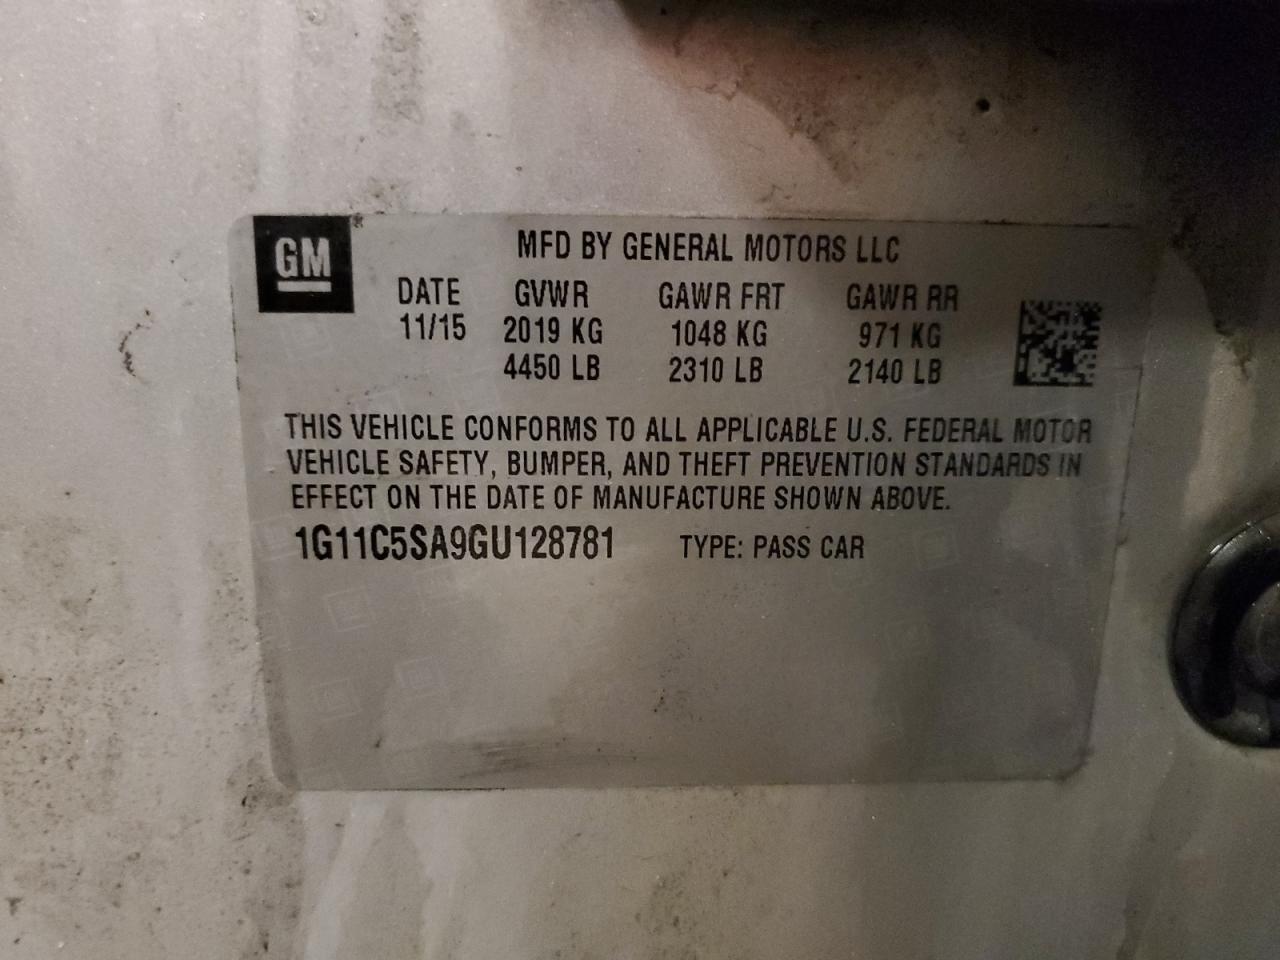 GM
MFD BY GENERAL MOTORS LLC
DATE GVWR GAWR FRT GAWR RR
11/15 2019 KG 1048 KG 971 KG
4450 LB 2310 LB 2140 LB
THIS VEHICLE CONFORMS TO ALL APPLICABLE U.S. FEDERAL MOTOR
VEHICLE SAFETY, BUMPER, AND THEFT PREVENTION STANDARDS IN
EFFECT ON THE DATE OF MANUFACTURE SHOWN ABOVE.
1G11C5SA9GU128781 TYPE: PASS CAR